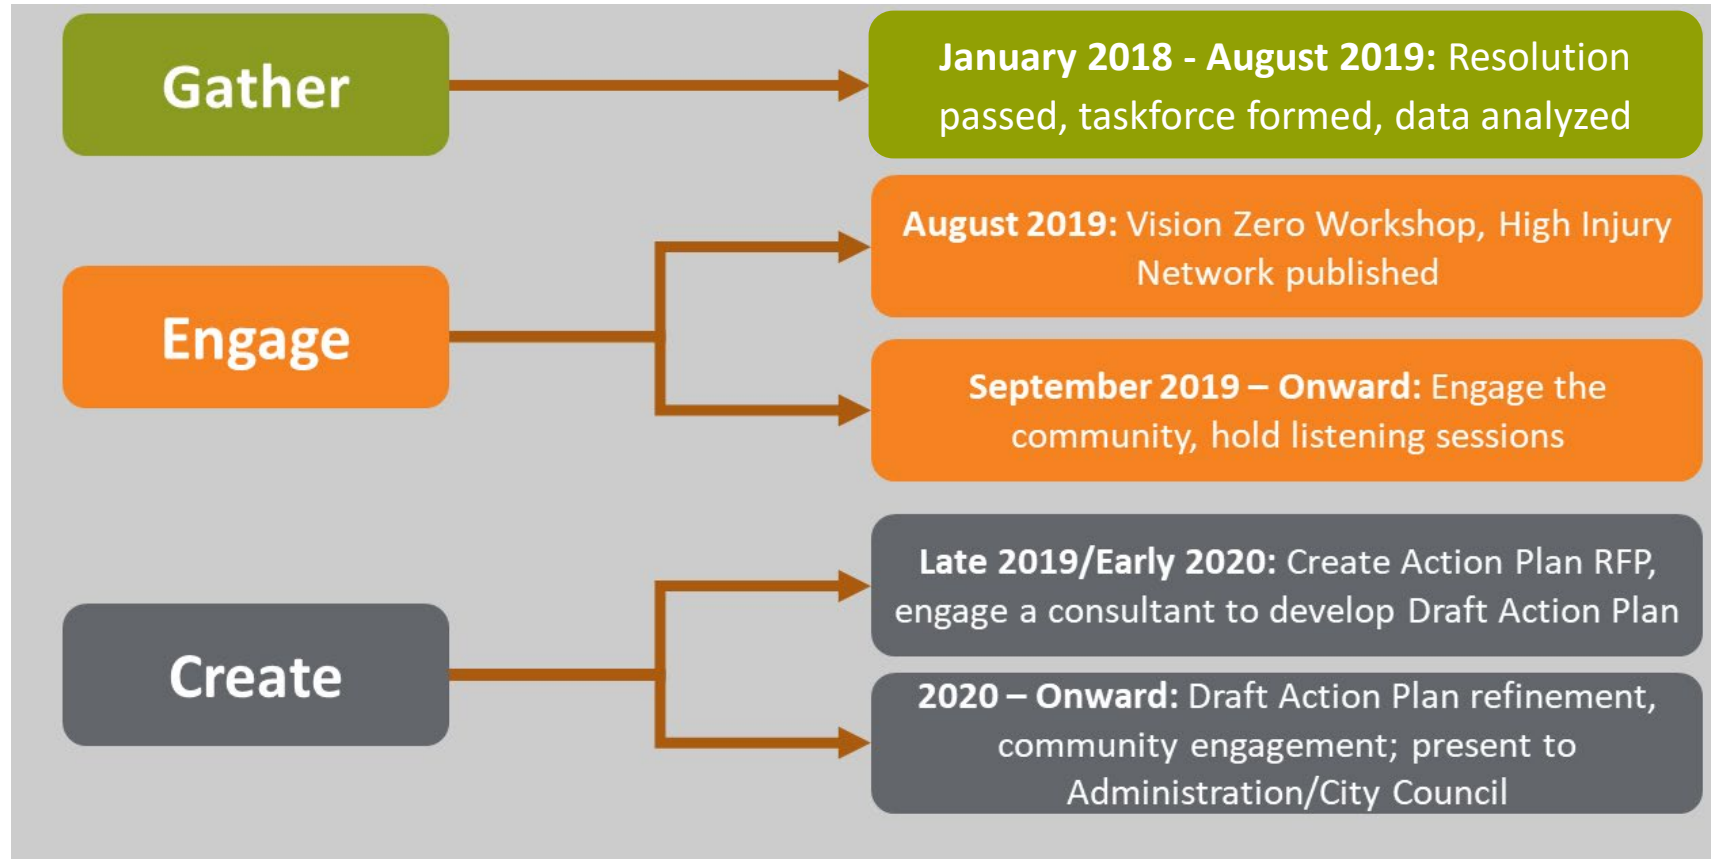 Gather
January 2018 - August 2019: Resolution
passed, taskforce formed, data analyzed
Engage
August 2019: Vision Zero Workshop, High Injury
Network published
September 2019 – Onward: Engage the
community, hold listening sessions
Create
Late 2019/Early 2020: Create Action Plan RFP,
engage a consultant to develop Draft Action Plan
2020 – Onward: Draft Action Plan refinement,
community engagement; present to
Administration/City Council